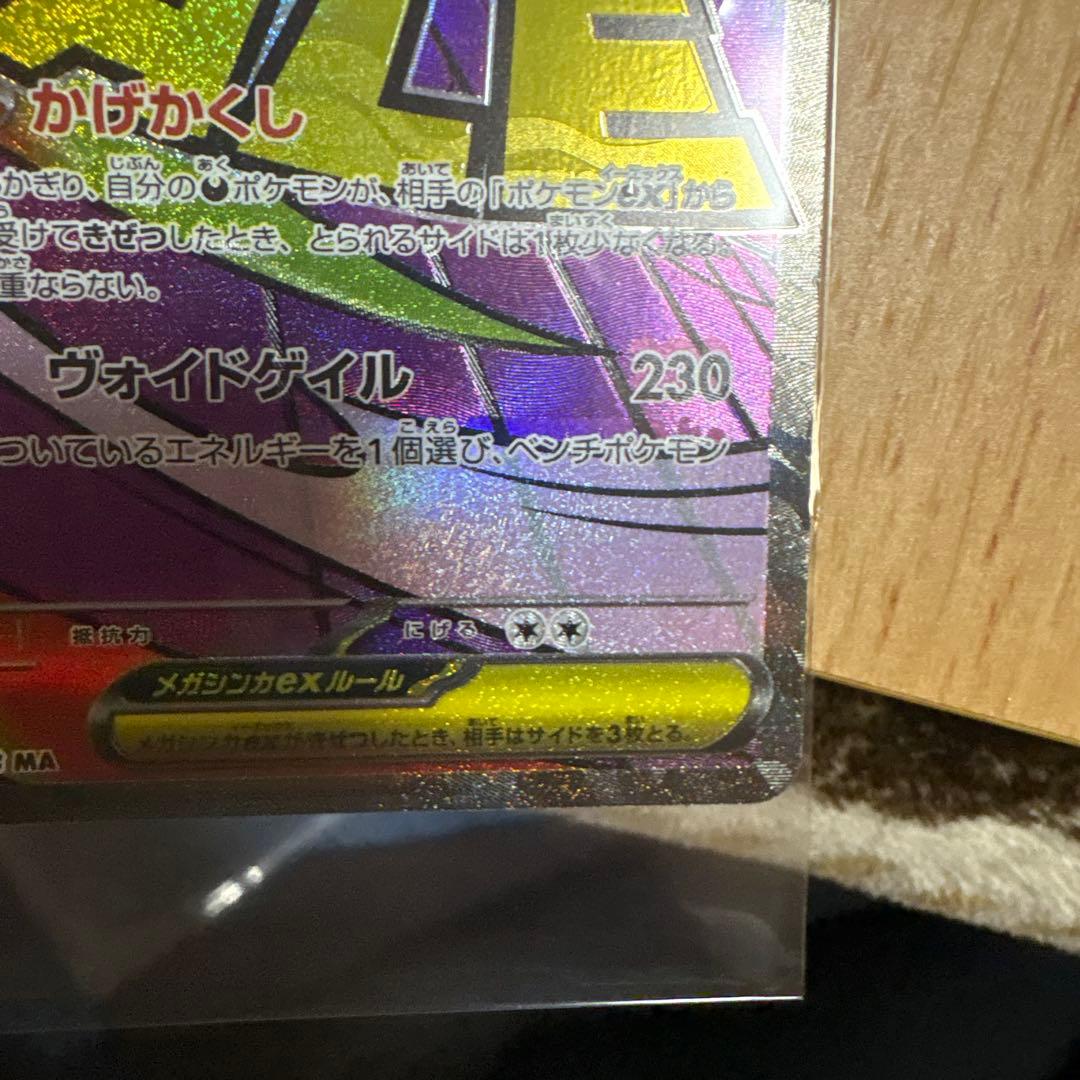 かげかくし
かぎり、自分のポケモンが、相手の「ポケモンex」から
受けてきぜつしたとき、とられるサイドは1枚少なくなる。
重ならない。
ヴォイドゲイル 230
ついているエネルギーを1個選び、ベンチポケモン
抵抗力 にげる
メガシンカexルール
メガシンカexがきぜつしたとき、相手はサイドを3枚とる。
MA